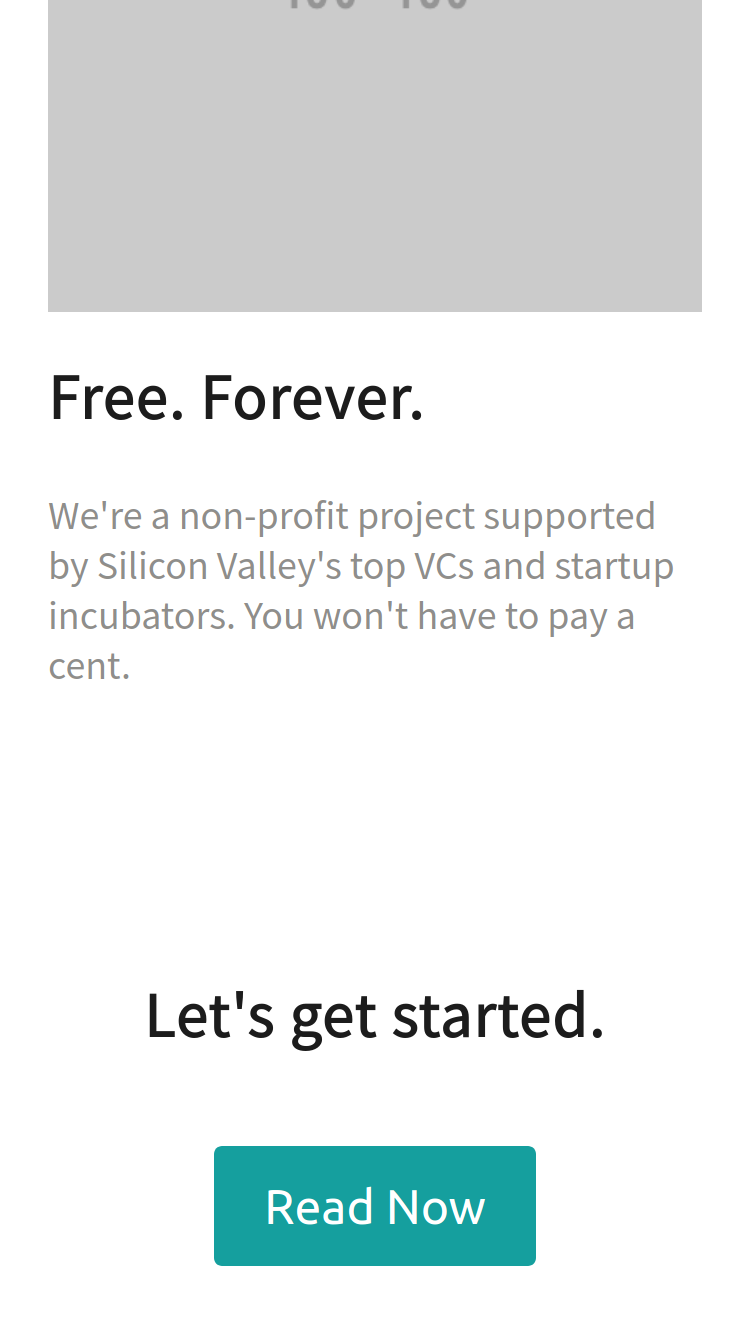 Free. Forever.
We're a non-profit project supported
by Silicon Valley's top VCs and startup
incubators. You won't have to pay a
cent.
Let's get started.
Read Now